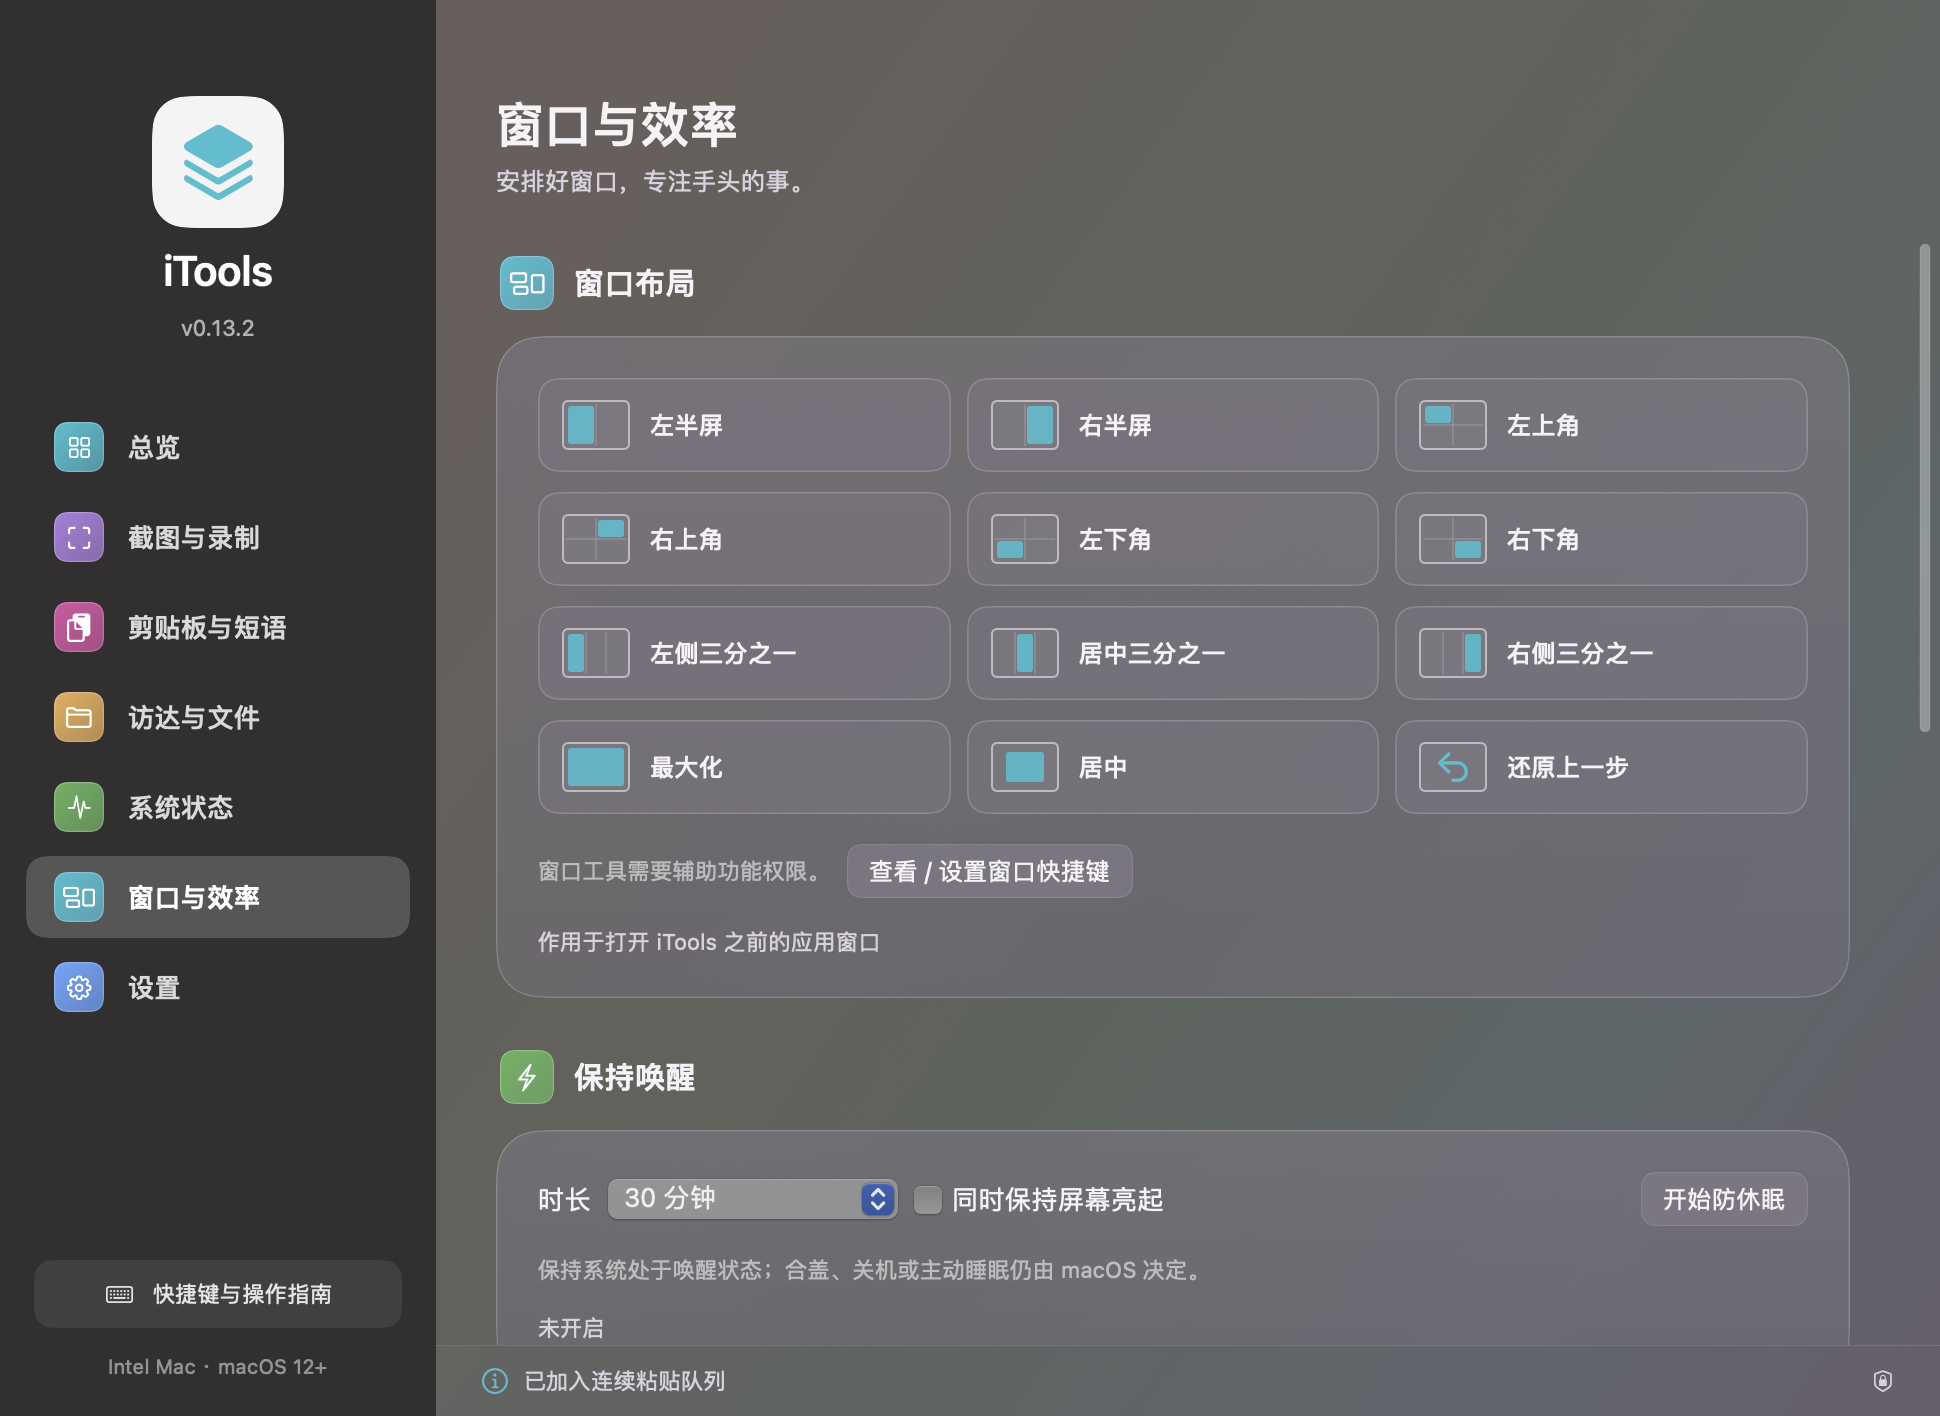 iTools
v0.13.2
总览
截图与录制
剪贴板与短语
访达与文件
系统状态
窗口与效率
设置
快捷键与操作指南
Intel Mac · macOS 12+
窗口与效率
安排好窗口，专注手头的事。
窗口布局
左半屏
右半屏
左上角
右上角
左下角
右下角
左侧三分之一
居中三分之一
右侧三分之一
最大化
居中
还原上一步
窗口工具需要辅助功能权限。
查看 / 设置窗口快捷键
作用于打开 iTools 之前的应用窗口
保持唤醒
时长
30 分钟
同时保持屏幕亮起
开始防休眠
保持系统处于唤醒状态；合盖、关机或主动睡眠仍由 macOS 决定。
未开启
已加入连续粘贴队列